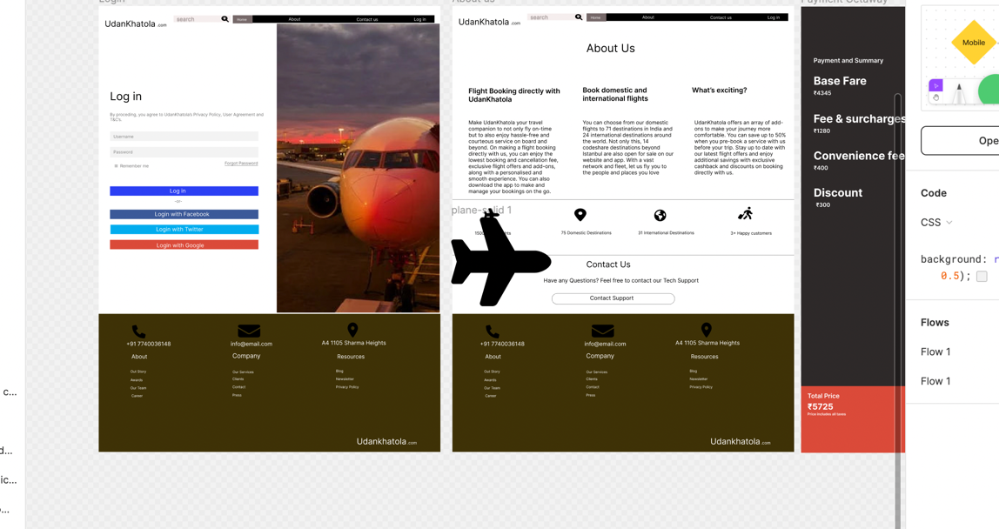 Login
About us
Payment Getaway
UdanKhatola .com
search
Home
About
Contact us
Log in
Log in
By proceeding, you agree to UdanKhatola's Privacy Policy, User Agreement and
T&C's.
Username
Password
Remember me
Forgot Password
Log in
-or-
Login with Facebook
Login with Twitter
Login with Google
+91 7740036148
info@email.com
A4 1105 Sharma Heights
About
Company
Resources
Our Story
Our Services
Blog
Awards
Clients
Newsletter
Our Team
Contact
Privacy Policy
Career
Press
Udankhatola .com
UdanKhatola .com
search
Home
About
Contact us
Log in
About Us
Flight Booking directly with
UdanKhatola
Make UdanKhatola your travel
companion to not only fly on-time
but to also enjoy hassle-free and
courteous service on board and
beyond. On making a flight booking
directly with us, you can enjoy the
lowest booking and cancellation fee,
exclusive flight offers and add-ons,
along with a personalised and
smooth experience. You can also
download the app to make and
manage your bookings on the go.
Book domestic and
international flights
You can choose from our domestic
flights to 71 destinations in India and
24 international destinations around
the world. Not only this, 14
codeshare destinations beyond
Istanbul are also open for sale on our
website and app. With a vast
network and fleet, let us fly you to
the people and places you love
What's exciting?
UdanKhatola offers an array of add-
ons to make your journey more
comfortable. You can save up to 50%
when you pre-book a service with us
before your trip. Stay up to date with
our latest flight offers and enjoy
additional savings with exclusive
cashback and discounts on booking
directly with us.
plane-solid 1
75 Domestic Destinations
31 International Destinations
3+ Happy customers
Contact Us
Have any Questions? Feel free to contact our Tech Support
Contact Support
+91 7740036148
info@email.com
A4 1105 Sharma Heights
About
Company
Resources
Our Story
Our Services
Blog
Awards
Clients
Newsletter
Our Team
Contact
Privacy Policy
Career
Press
Udankhatola .com
Payment and Summary
Base Fare
₹4345
Fee & surcharges
₹1280
Convenience fee
₹400
Discount
₹300
Total Price
₹5725
Price includes all taxes
Mobile
Ope
Code
CSS
background: r
0.5);
Flows
Flow 1
Flow 1
c...
d...
ic...